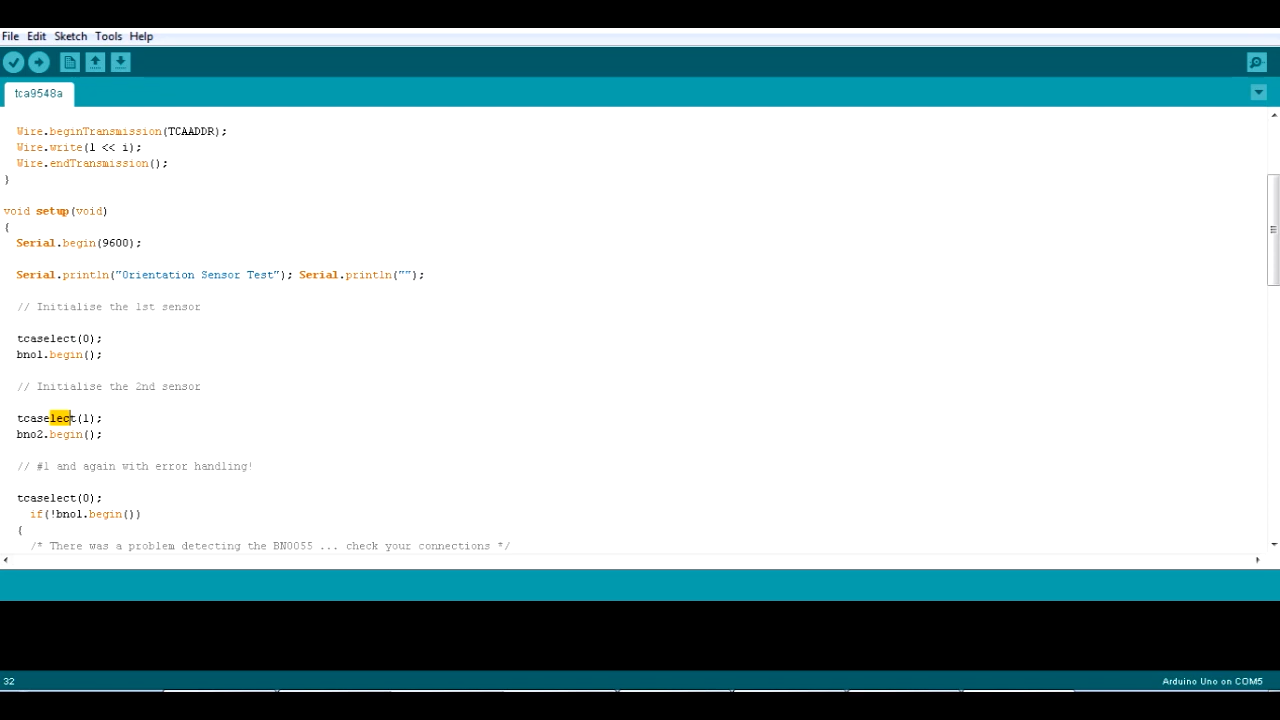 File Edit Sketch Tools Help
tca9548a
Wire.beginTransmission(TCAADDR);
Wire.write(1 << i);
Wire.endTransmission();
}
void setup(void)
{
Serial.begin(9600);
Serial.println("Orientation Sensor Test"); Serial.println("");
// Initialise the 1st sensor
tcaselect(0);
bno1.begin();
// Initialise the 2nd sensor
tcaselect(1);
bno2.begin();
// #1 and again with error handling!
tcaselect(0);
if(!bno1.begin())
{
/* There was a problem detecting the BNO055 ... check your connections */
32
Arduino Uno on COM5